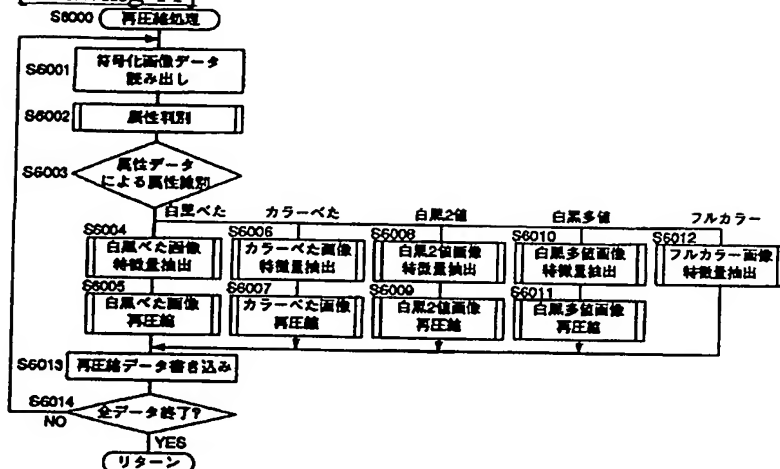 S6000 再圧縮処理
S6001
符号化画像データ
読み出し
S6002
属性判別
S6003
属性データ
による属性識別
白黒べた
カラーべた
白黒2値
白黒多値
フルカラー
S6004
白黒べた画像
特徴量抽出
S6006
カラーべた画像
特徴量抽出
S6008
白黒2値画像
特徴量抽出
S6010
白黒多値画像
特徴量抽出
S6012
フルカラー画像
特徴量抽出
S6005
白黒べた画像
再圧縮
S6007
カラーべた画像
再圧縮
S6009
白黒2値画像
再圧縮
S6011
白黒多値画像
再圧縮
S6013
再圧縮データ書き込み
S6014
全データ終了?
NO
YES
リターン